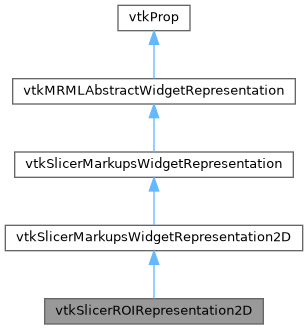 vtkProp
vtkMRMLAbstractWidgetRepresentation
vtkSlicerMarkupsWidgetRepresentation
vtkSlicerMarkupsWidgetRepresentation2D
vtkSlicerROIRepresentation2D